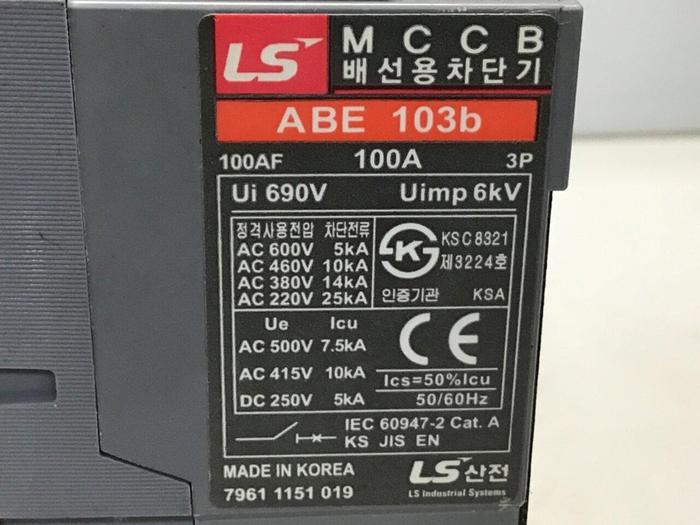 LS
MCCB
배선용차단기
ABE 103b
100AF 100A 3P
Ui 690V Uimp 6kV
정격사용전압 차단전류
AC 600V 5kA
AC 460V 10kA
AC 380V 14kA
AC 220V 25kA
KS C 8321
제3224호
인증기관 KSA
Ue Icu
AC 500V 7.5kA
AC 415V 10kA
DC 250V 5kA
CE
Ics=50%Icu
50/60Hz
IEC 60947-2 Cat. A
KS JIS EN
MADE IN KOREA
7961 1151 019
LS산전
LS Industrial Systems